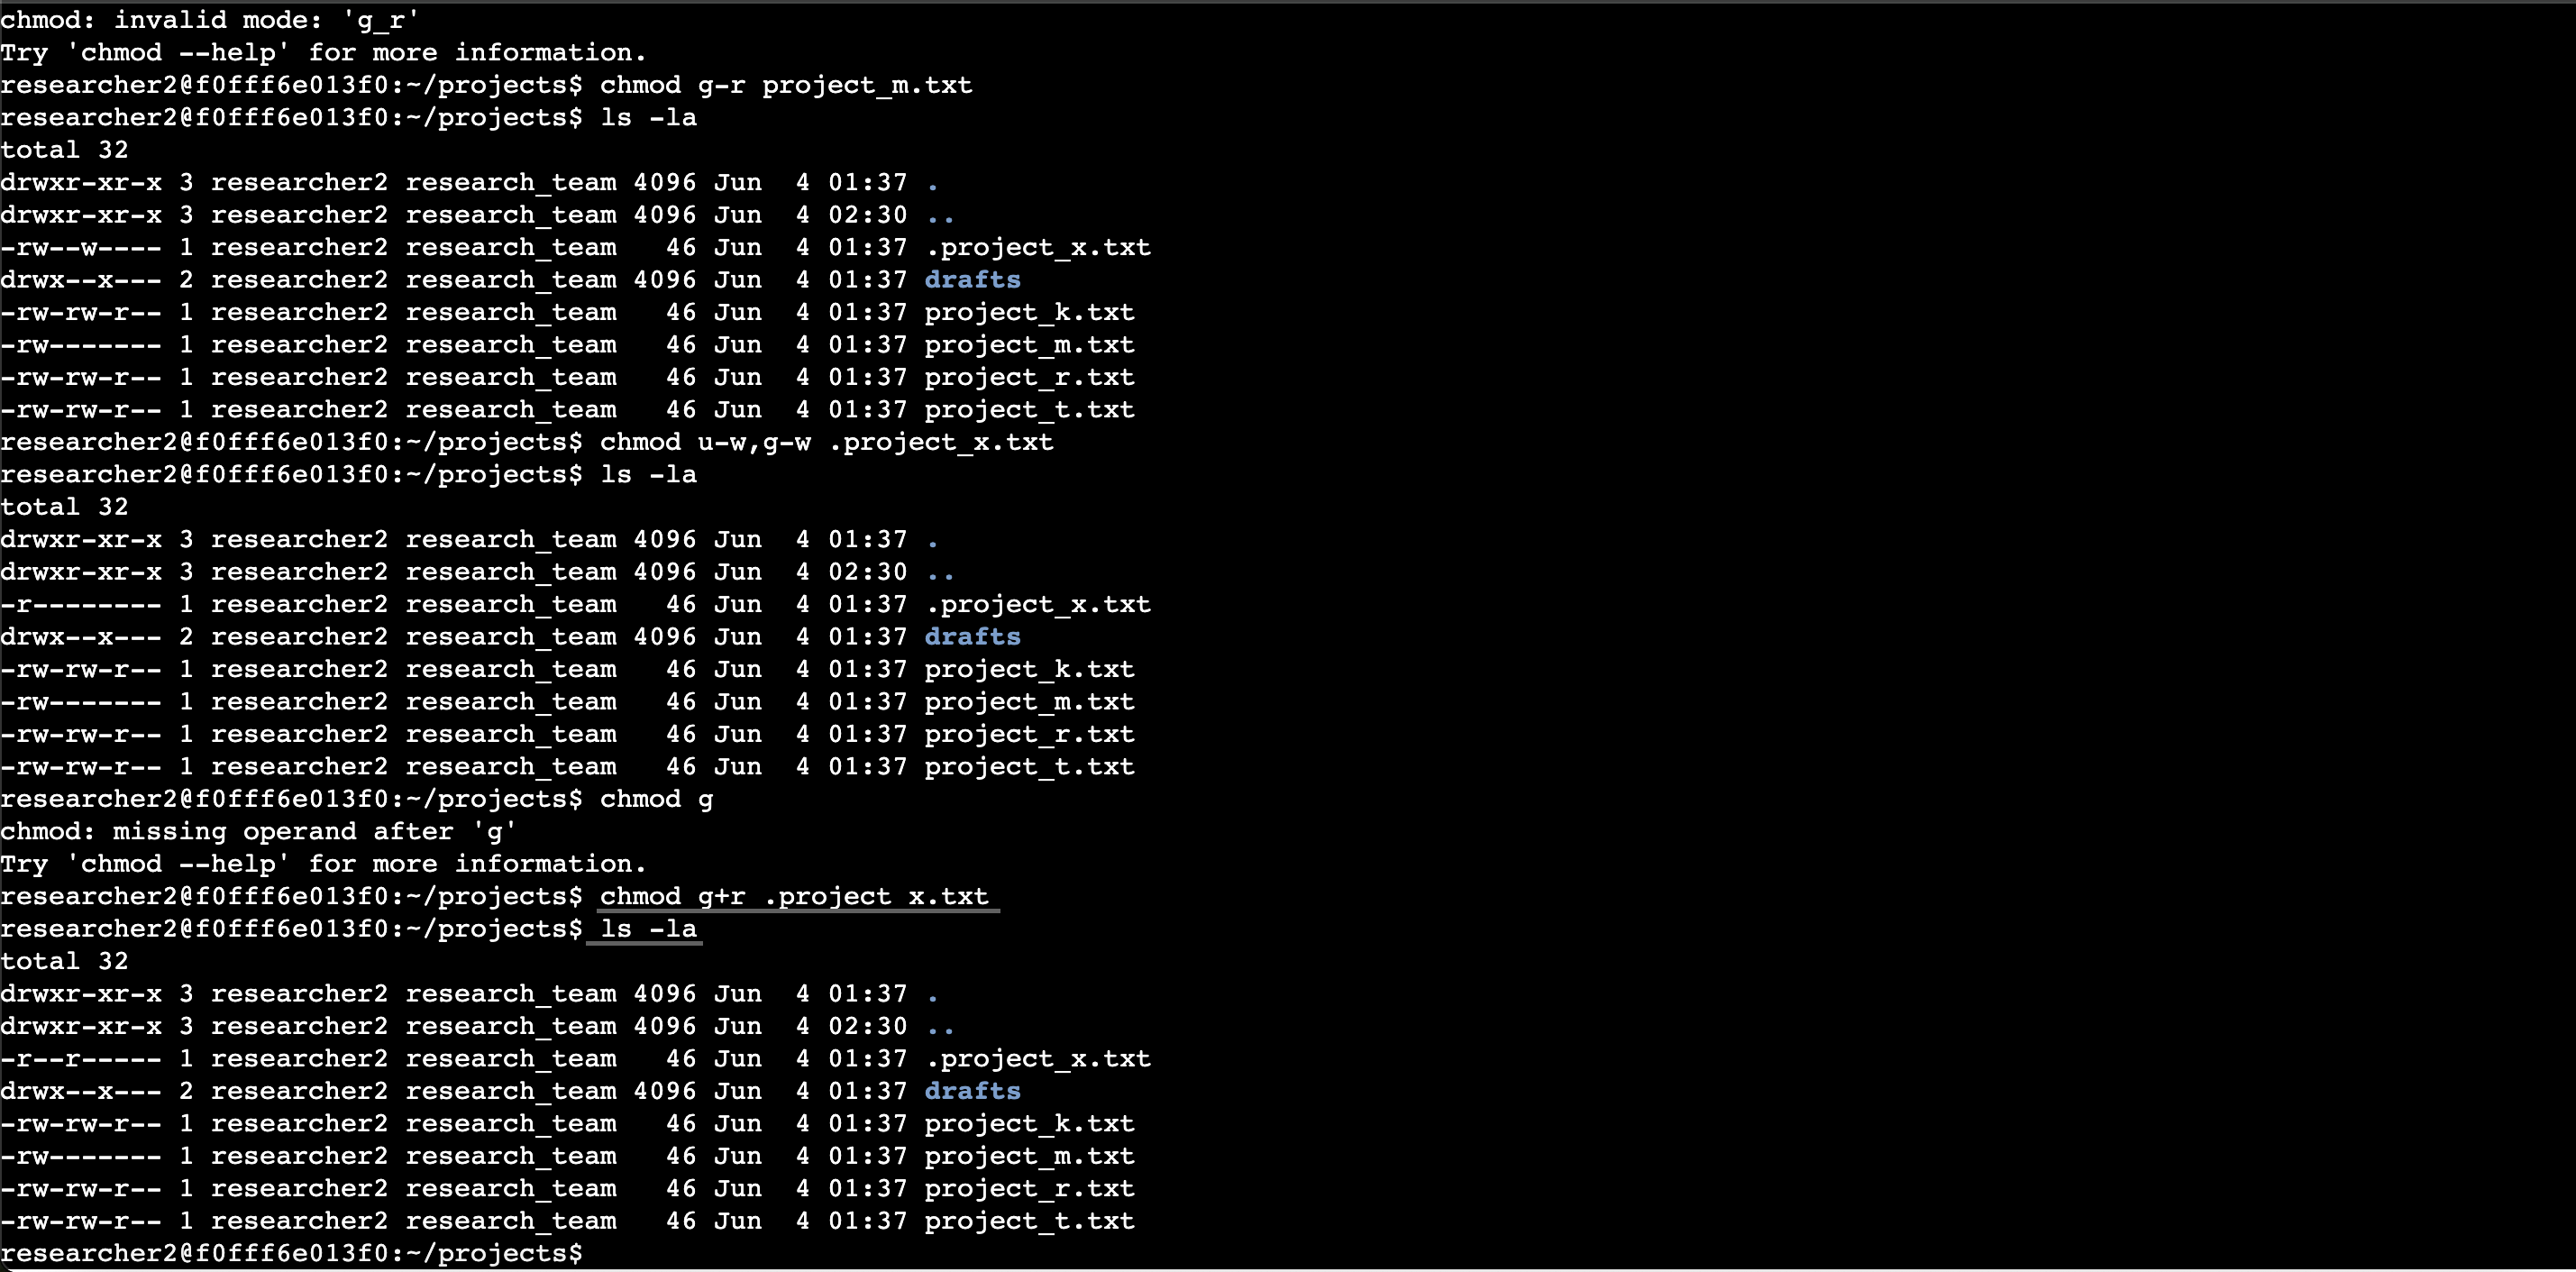 chmod: invalid mode: 'g_r'
Try 'chmod --help' for more information.
researcher2@f0fff6e013f0:~/projects$ chmod g-r project_m.txt
researcher2@f0fff6e013f0:~/projects$ ls -la
total 32
drwxr-xr-x 3 researcher2 research_team 4096 Jun  4 01:37 .
drwxr-xr-x 3 researcher2 research_team 4096 Jun  4 02:30 ..
-rw--w---- 1 researcher2 research_team   46 Jun  4 01:37 .project_x.txt
drwx--x--- 2 researcher2 research_team 4096 Jun  4 01:37 drafts
-rw-rw-r-- 1 researcher2 research_team   46 Jun  4 01:37 project_k.txt
-rw------- 1 researcher2 research_team   46 Jun  4 01:37 project_m.txt
-rw-rw-r-- 1 researcher2 research_team   46 Jun  4 01:37 project_r.txt
-rw-rw-r-- 1 researcher2 research_team   46 Jun  4 01:37 project_t.txt
researcher2@f0fff6e013f0:~/projects$ chmod u-w,g-w .project_x.txt
researcher2@f0fff6e013f0:~/projects$ ls -la
total 32
drwxr-xr-x 3 researcher2 research_team 4096 Jun  4 01:37 .
drwxr-xr-x 3 researcher2 research_team 4096 Jun  4 02:30 ..
-r-------- 1 researcher2 research_team   46 Jun  4 01:37 .project_x.txt
drwx--x--- 2 researcher2 research_team 4096 Jun  4 01:37 drafts
-rw-rw-r-- 1 researcher2 research_team   46 Jun  4 01:37 project_k.txt
-rw------- 1 researcher2 research_team   46 Jun  4 01:37 project_m.txt
-rw-rw-r-- 1 researcher2 research_team   46 Jun  4 01:37 project_r.txt
-rw-rw-r-- 1 researcher2 research_team   46 Jun  4 01:37 project_t.txt
researcher2@f0fff6e013f0:~/projects$ chmod g
chmod: missing operand after 'g'
Try 'chmod --help' for more information.
researcher2@f0fff6e013f0:~/projects$ chmod g+r .project_x.txt
researcher2@f0fff6e013f0:~/projects$ ls -la
total 32
drwxr-xr-x 3 researcher2 research_team 4096 Jun  4 01:37 .
drwxr-xr-x 3 researcher2 research_team 4096 Jun  4 02:30 ..
-r--r----- 1 researcher2 research_team   46 Jun  4 01:37 .project_x.txt
drwx--x--- 2 researcher2 research_team 4096 Jun  4 01:37 drafts
-rw-rw-r-- 1 researcher2 research_team   46 Jun  4 01:37 project_k.txt
-rw------- 1 researcher2 research_team   46 Jun  4 01:37 project_m.txt
-rw-rw-r-- 1 researcher2 research_team   46 Jun  4 01:37 project_r.txt
-rw-rw-r-- 1 researcher2 research_team   46 Jun  4 01:37 project_t.txt
researcher2@f0fff6e013f0:~/projects$